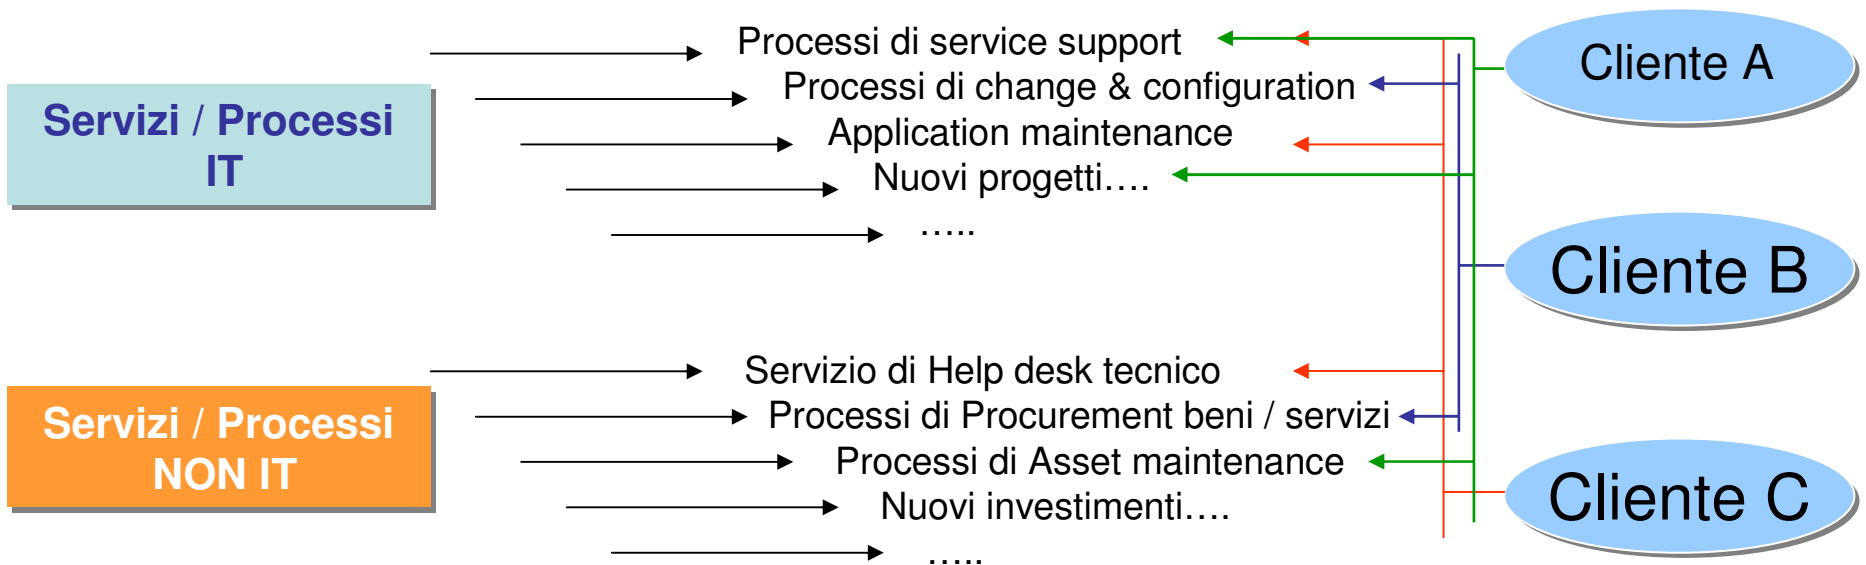 Servizi / Processi
IT
Processi di service support
Processi di change & configuration
Application maintenance
Nuovi progetti….
…..
Servizi / Processi
NON IT
Servizio di Help desk tecnico
Processi di Procurement beni / servizi
Processi di Asset maintenance
Nuovi investimenti….
…..
Cliente A
Cliente B
Cliente C